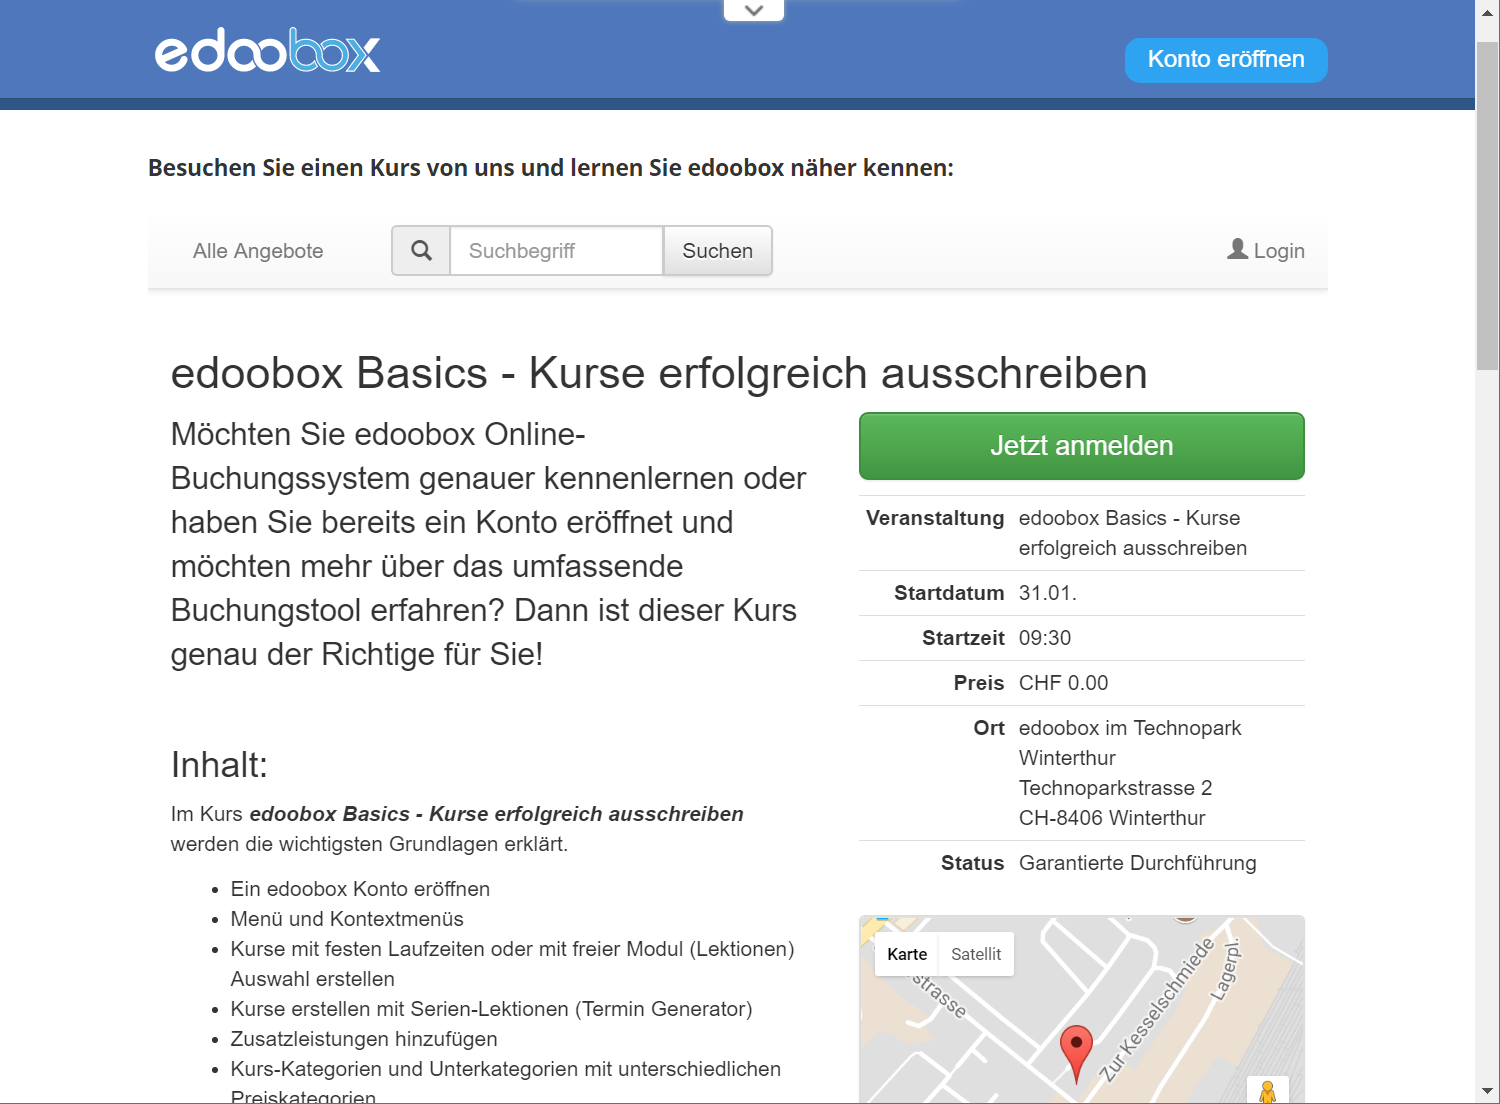 edoobox
Konto eröffnen
Besuchen Sie einen Kurs von uns und lernen Sie edoobox näher kennen:
Alle Angebote
Suchbegriff
Suchen
Login
edoobox Basics - Kurse erfolgreich ausschreiben
Möchten Sie edoobox Online-
Buchungssystem genauer kennenlernen oder
haben Sie bereits ein Konto eröffnet und
möchten mehr über das umfassende
Buchungstool erfahren? Dann ist dieser Kurs
genau der Richtige für Sie!
Inhalt:
Im Kurs edoobox Basics - Kurse erfolgreich ausschreiben
werden die wichtigsten Grundlagen erklärt.
• Ein edoobox Konto eröffnen
• Menü und Kontextmenüs
• Kurse mit festen Laufzeiten oder mit freier Modul (Lektionen)
Auswahl erstellen
• Kurse erstellen mit Serien-Lektionen (Termin Generator)
• Zusatzleistungen hinzufügen
• Kurs-Kategorien und Unterkategorien mit unterschiedlichen
Preiskategorien
Jetzt anmelden
Veranstaltung edoobox Basics - Kurse
erfolgreich ausschreiben
Startdatum 31.01.
Startzeit 09:30
Preis CHF 0.00
Ort edoobox im Technopark
Winterthur
Technoparkstrasse 2
CH-8406 Winterthur
Status Garantierte Durchführung
Karte
Satellit
strasse
Zur Kesselschmiede
Lagerpl.